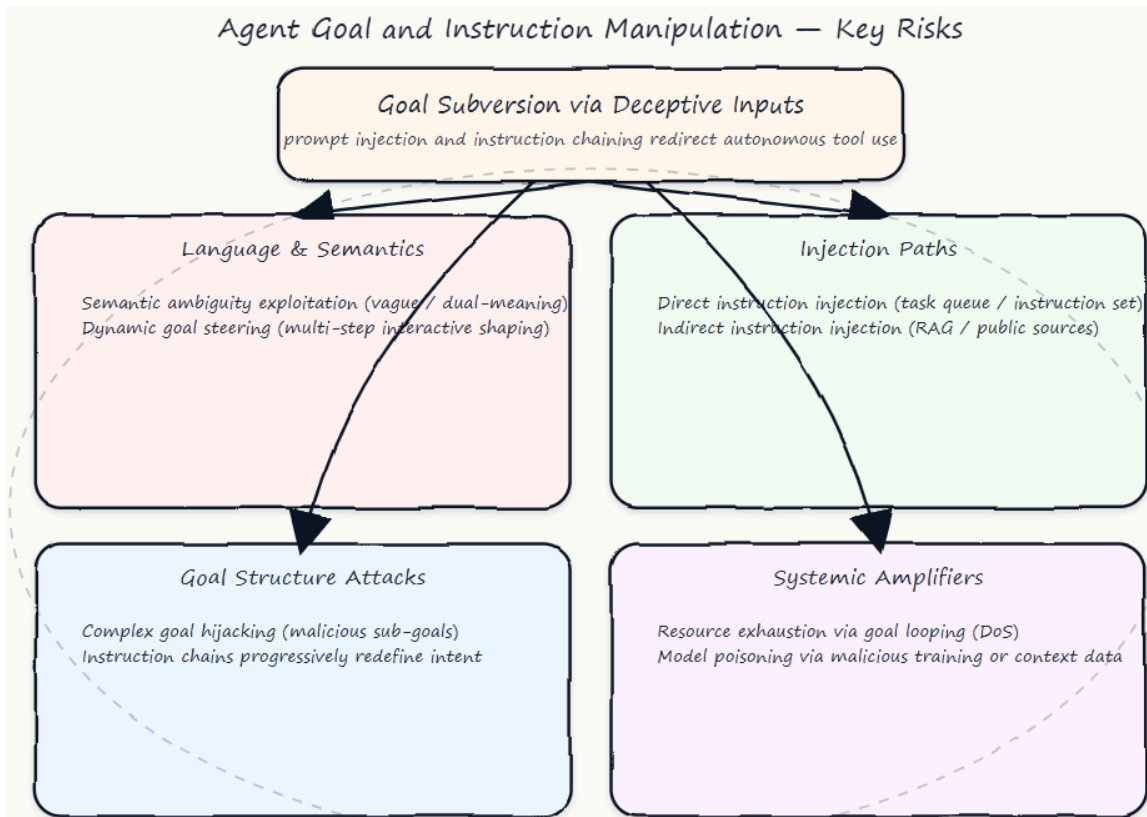 Agent Goal and Instruction Manipulation — Key Risks
Goal Subversion via Deceptive Inputs
prompt injection and instruction chaining redirect autonomous tool use
Language & Semantics
Semantic ambiguity exploitation (vague / dual-meaning)
Dynamic goal steering (multi-step interactive shaping)
Injection Paths
Direct instruction injection (task queue / instruction set)
Indirect instruction injection (RAG / public sources)
Goal Structure Attacks
Complex goal hijacking (malicious sub-goals)
Instruction chains progressively redefine intent
Systemic Amplifiers
Resource exhaustion via goal looping (DoS)
Model poisoning via malicious training or context data